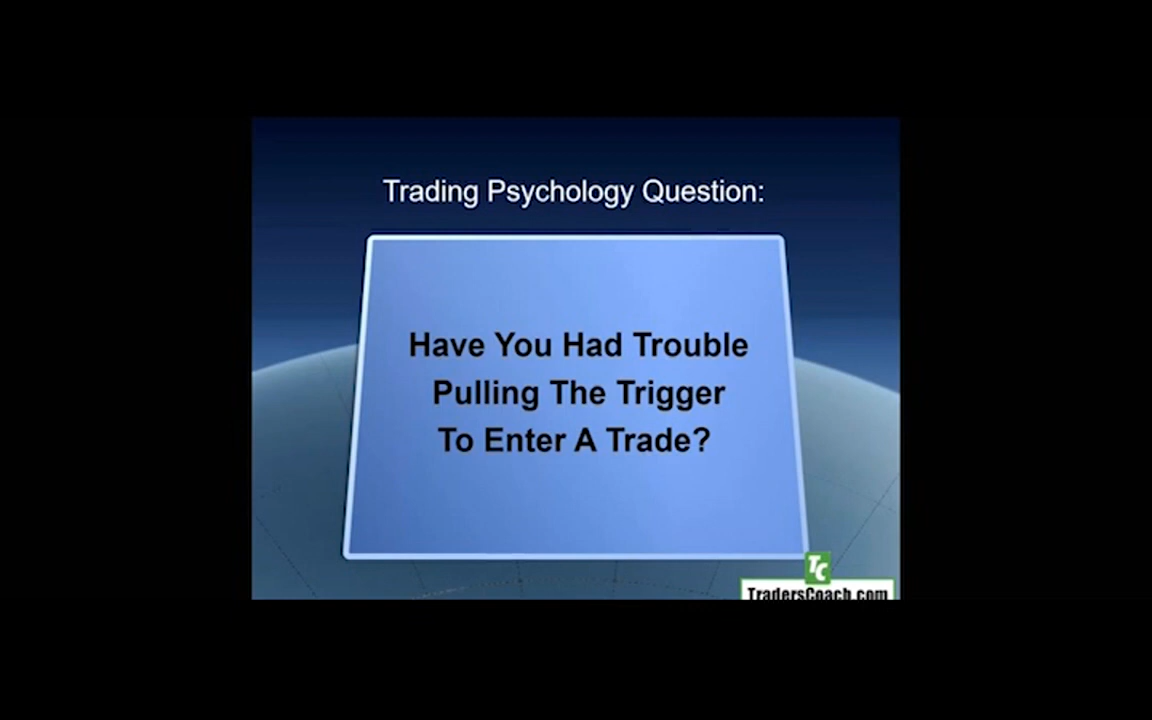 Trading Psychology Question:
Have You Had Trouble
Pulling The Trigger
To Enter A Trade?
TC
TradersCoach.com